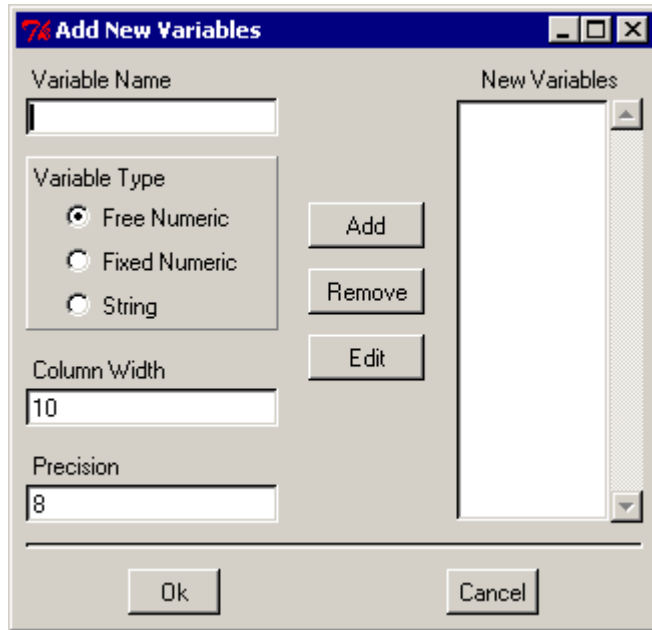 Add New Variables
Variable Name
New Variables
Variable Type
Free Numeric
Fixed Numeric
String
Add
Remove
Edit
Column Width
10
Precision
8
Ok
Cancel